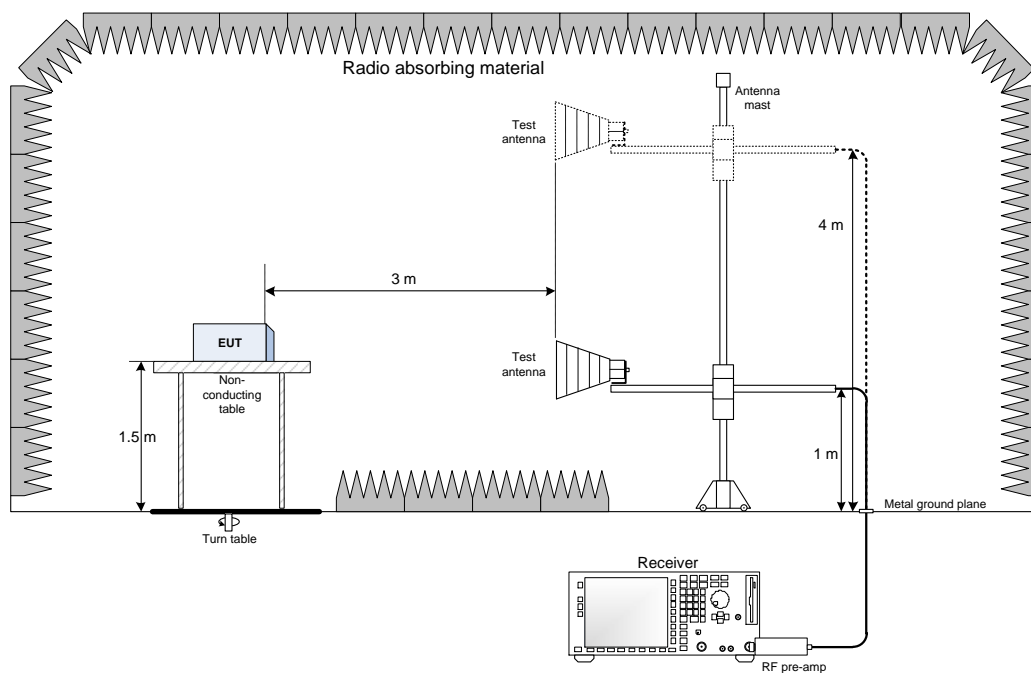 Radio absorbing material
Antenna
mast
Test
antenna
4 m
3 m
EUT
Test
antenna
Non-
conducting
table
1.5 m
1 m
Metal ground plane
Turn table
Receiver
RF pre-amp